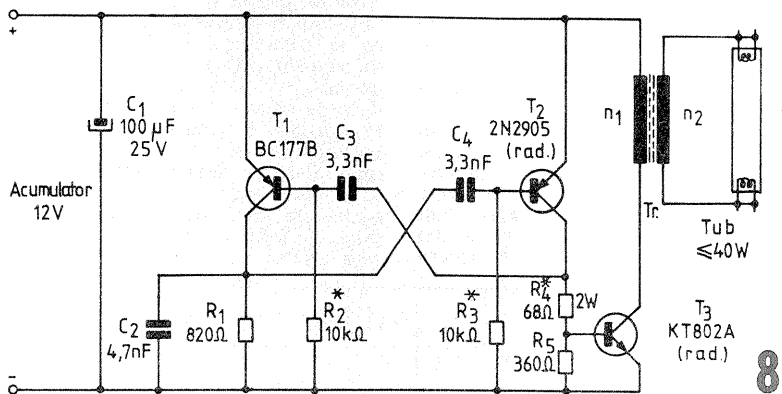 +
C1
100 µF
25V
Acumulator
12V
T1
BC177B
C3
3,3nF
C4
3,3nF
T2
2N2905
(rad.)
n1
n2
Tr.
Tub
≤40W
C2
4,7nF
R1
820Ω
R2*
10kΩ
R3*
10kΩ
R4*
68Ω
2W
R5
360Ω
T3
KT802A
(rad.)
−
8